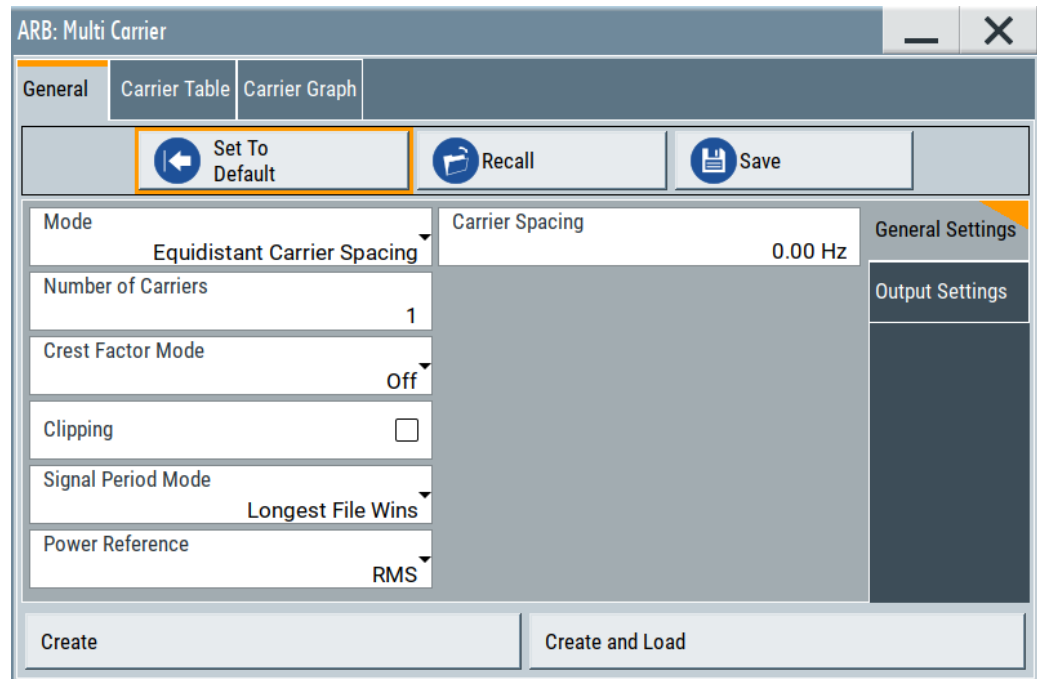 ARB: Multi Carrier
General
Carrier Table
Carrier Graph
Set To
Default
Recall
Save
Mode
Equidistant Carrier Spacing
Carrier Spacing
0.00 Hz
General Settings
Number of Carriers
1
Output Settings
Crest Factor Mode
Off
Clipping
Signal Period Mode
Longest File Wins
Power Reference
RMS
Create
Create and Load